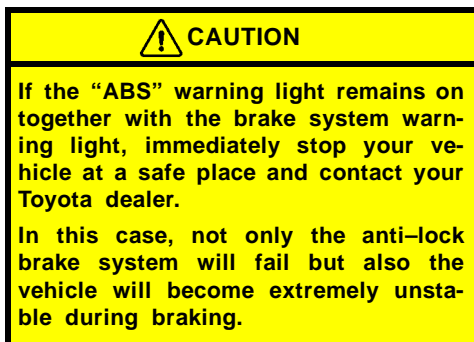 CAUTION
If the “ABS” warning light remains on
together with the brake system warn-
ing light, immediately stop your ve-
hicle at a safe place and contact your
Toyota dealer.
In this case, not only the anti–lock
brake system will fail but also the
vehicle will become extremely unsta-
ble during braking.